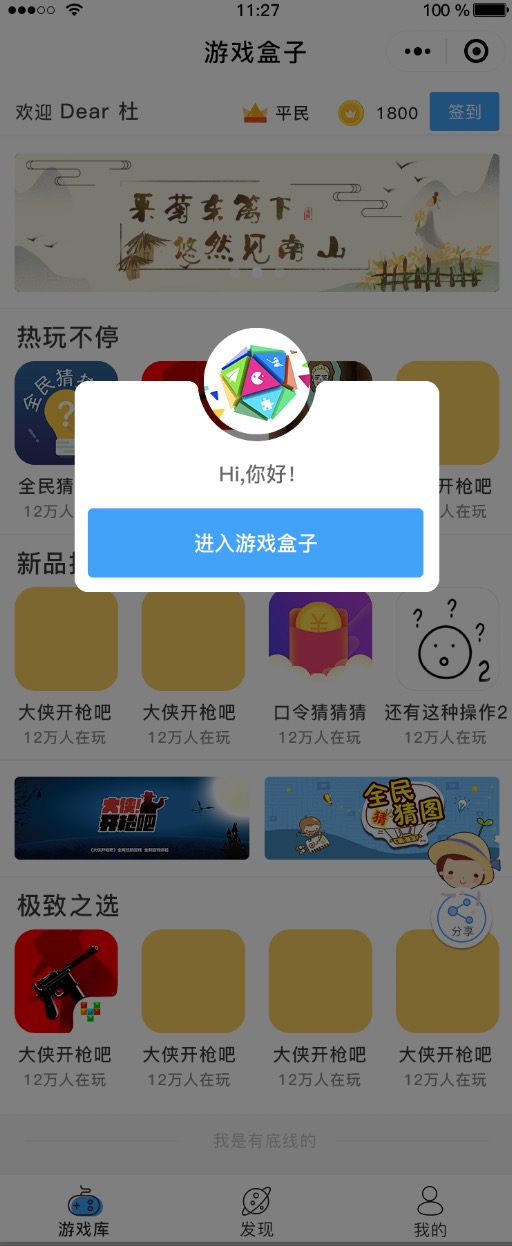 11:27
100 %
游戏盒子
欢迎 Dear 杜
平民
1800
签到
采菊东篱下
悠然见南山
热玩不停
全民猜
Hi,你好!
进入游戏盒子
全民猜
开枪吧
12万人
人在玩
新品
大侠开枪吧
大侠开枪吧
口令猜猜猜
还有这种操作2
12万人在玩
12万人在玩
12万人在玩
12万人在玩
大侠!
开枪吧
全民
猜猜图
极致之选
分享
大侠开枪吧
大侠开枪吧
大侠开枪吧
大侠开枪吧
12万人在玩
12万人在玩
12万人在玩
12万人在玩
我是有底线的
游戏库
发现
我的